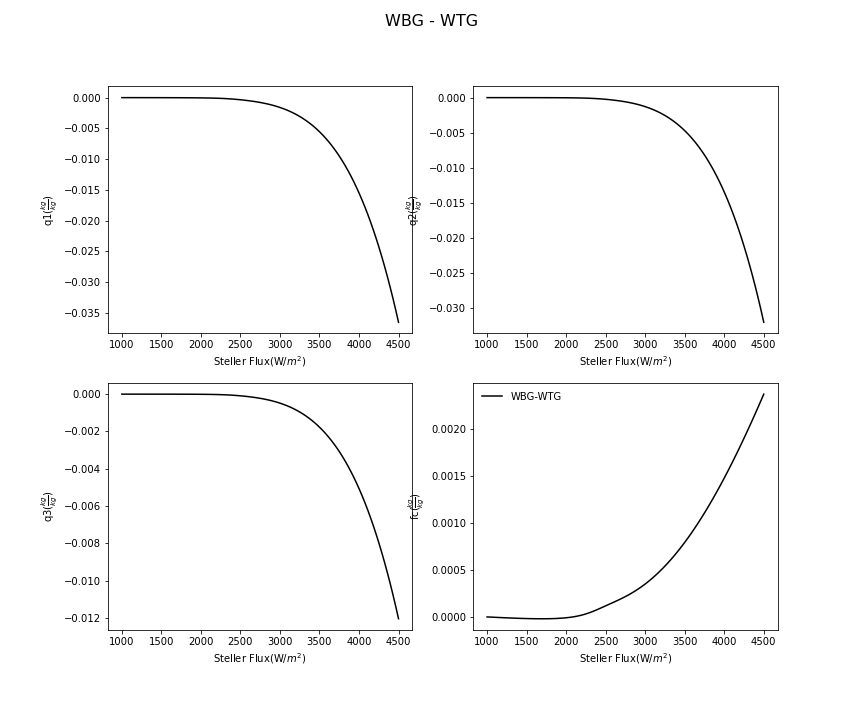 WBG - WTG
0.000
−0.005
−0.010
−0.015
−0.020
−0.025
−0.030
−0.035
q1(kg/kg)
1000 1500 2000 2500 3000 3500 4000 4500
Steller Flux(W/m²)
0.000
−0.005
−0.010
−0.015
−0.020
−0.025
−0.030
q2(kg/kg)
1000 1500 2000 2500 3000 3500 4000 4500
Steller Flux(W/m²)
0.000
−0.002
−0.004
−0.006
−0.008
−0.010
−0.012
q3(kg/kg)
1000 1500 2000 2500 3000 3500 4000 4500
Steller Flux(W/m²)
WBG-WTG
0.0020
0.0015
0.0010
0.0005
0.0000
fc(kg/kg)
1000 1500 2000 2500 3000 3500 4000 4500
Steller Flux(W/m²)